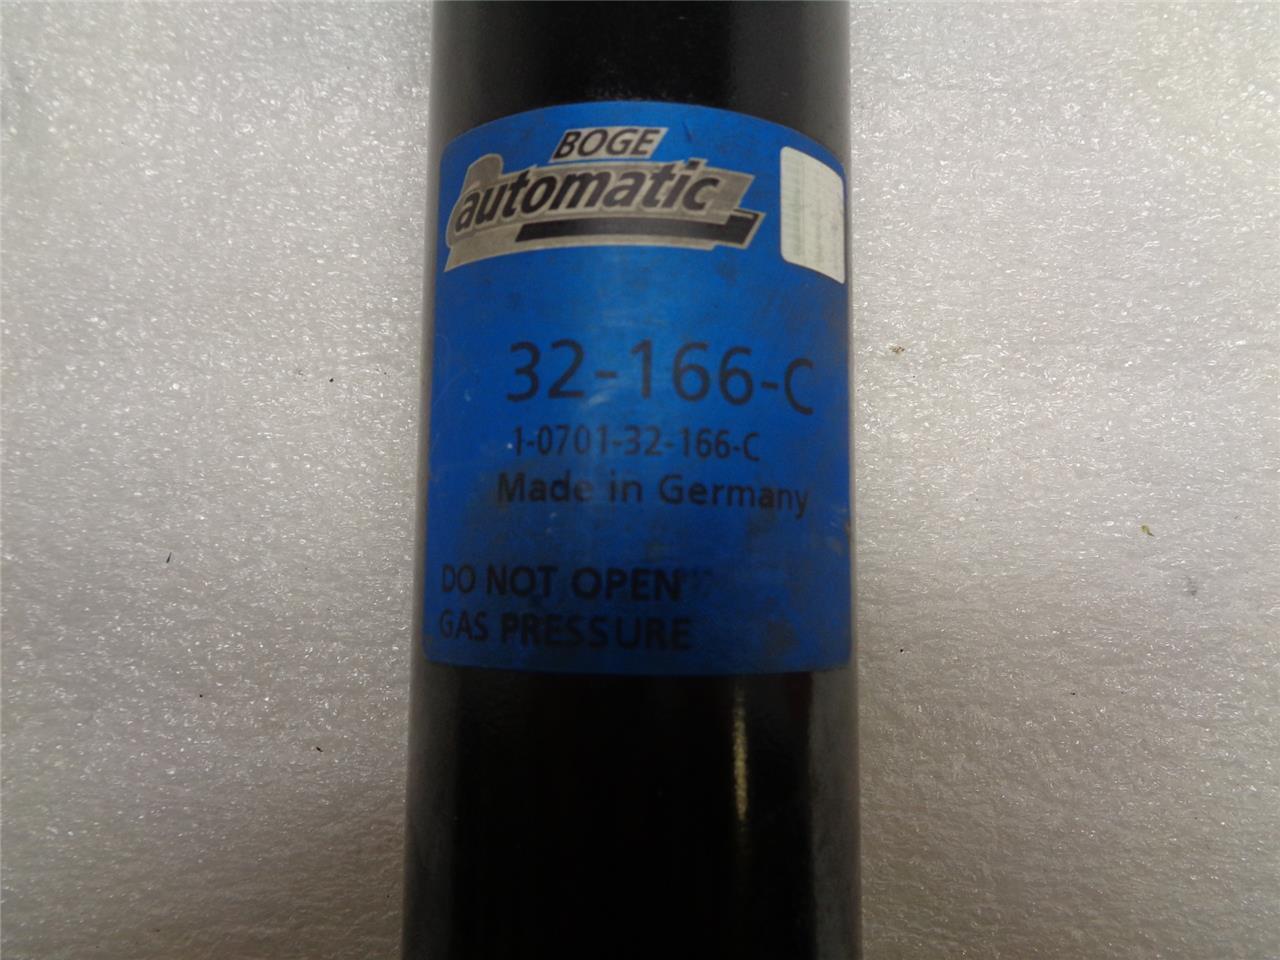 BOGE
automatic
32-166-C
1-0701-32-166-C
Made in Germany
DO NOT OPEN
GAS PRESSURE